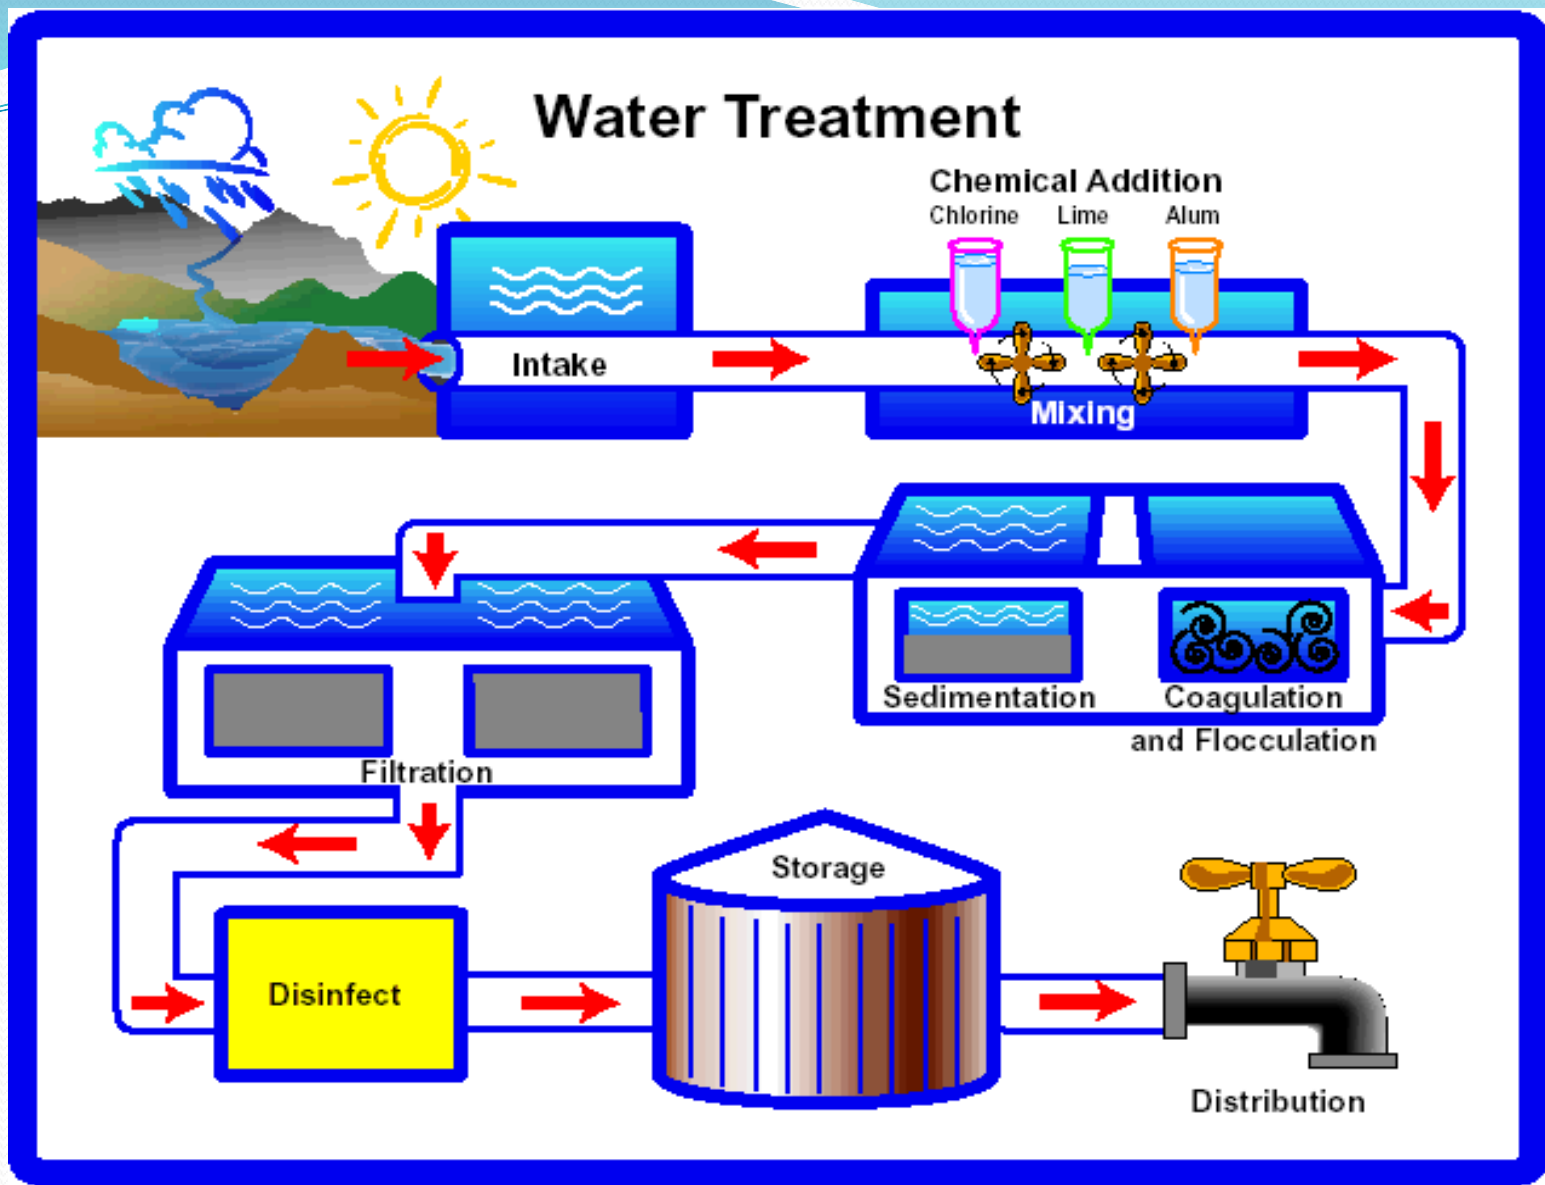 Water Treatment
Chemical Addition
Chlorine Lime Alum
Intake
Mixing
Sedimentation
Coagulation
and Flocculation
Filtration
Disinfect
Storage
Distribution